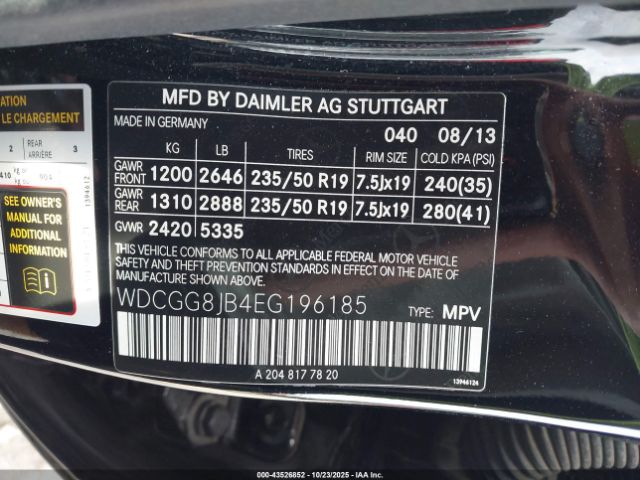 ATION
LE CHARGEMENT
2 REAR ARRIÈRE 3
410 kg or
SEE OWNER'S
MANUAL FOR
ADDITIONAL
INFORMATION
13946112
MFD BY DAIMLER AG STUTTGART
MADE IN GERMANY 040 08/13
KG LB TIRES RIM SIZE COLD KPA (PSI)
GAWR FRONT 1200 2646 235/50 R19 7.5Jx19 240(35)
GAWR REAR 1310 2888 235/50 R19 7.5Jx19 280(41)
GVWR 2420 5335
THIS VEHICLE CONFORMS TO ALL APPLICABLE FEDERAL MOTOR VEHICLE
SAFETY AND THEFT PREVENTION STANDARDS IN EFFECT ON THE DATE OF
MANUFACTURE SHOWN ABOVE.
WDCGG8JB4EG196185 TYPE: MPV
A 204 817 78 20
13946124
000-43526852 - 10/23/2025 - Copyright © IAA, Inc.